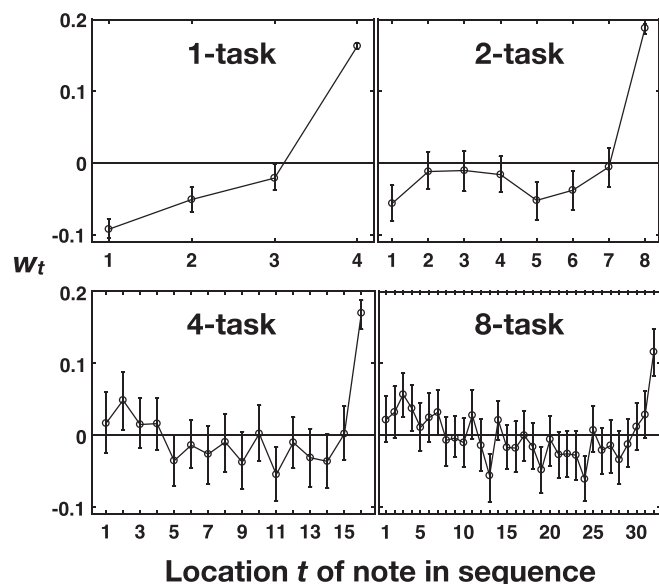 0.2
1-task
2-task
0.1
0
-0.1
1 2 3 4
1 2 3 4 5 6 7 8
wt
0.2
4-task
8-task
0.1
0
-0.1
1 3 5 7 9 11 13 15
1 5 10 15 20 25 30
Location t of note in sequence